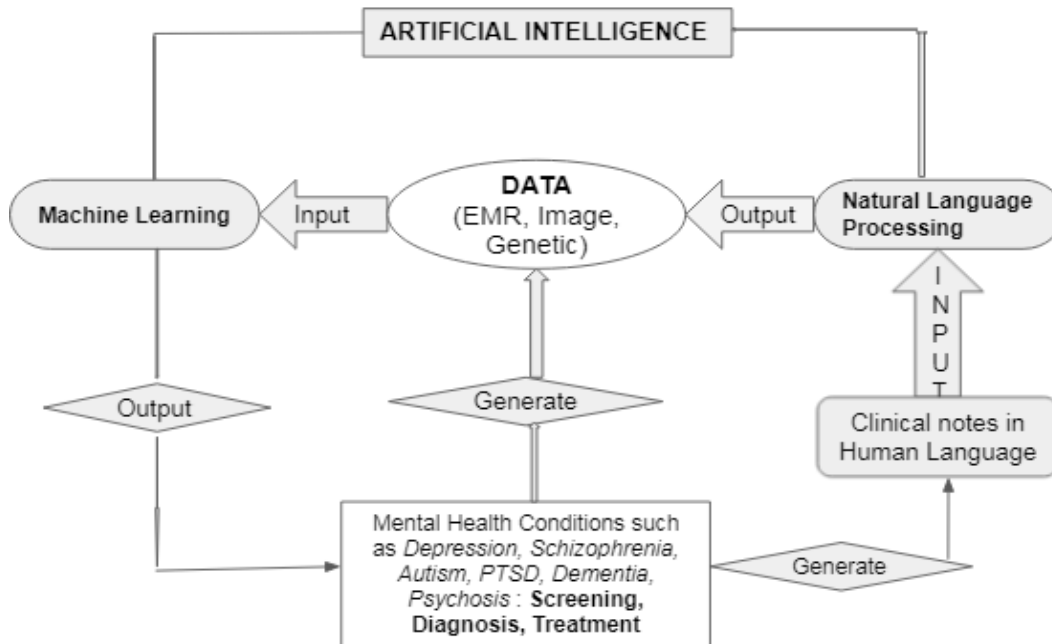 ARTIFICIAL INTELLIGENCE
Machine Learning
Input
DATA
(EMR, Image,
Genetic)
Output
Natural Language
Processing
INPUT
Output
Generate
Clinical notes in
Human Language
Mental Health Conditions such
as Depression, Schizophrenia,
Autism, PTSD, Dementia,
Psychosis : Screening,
Diagnosis, Treatment
Generate